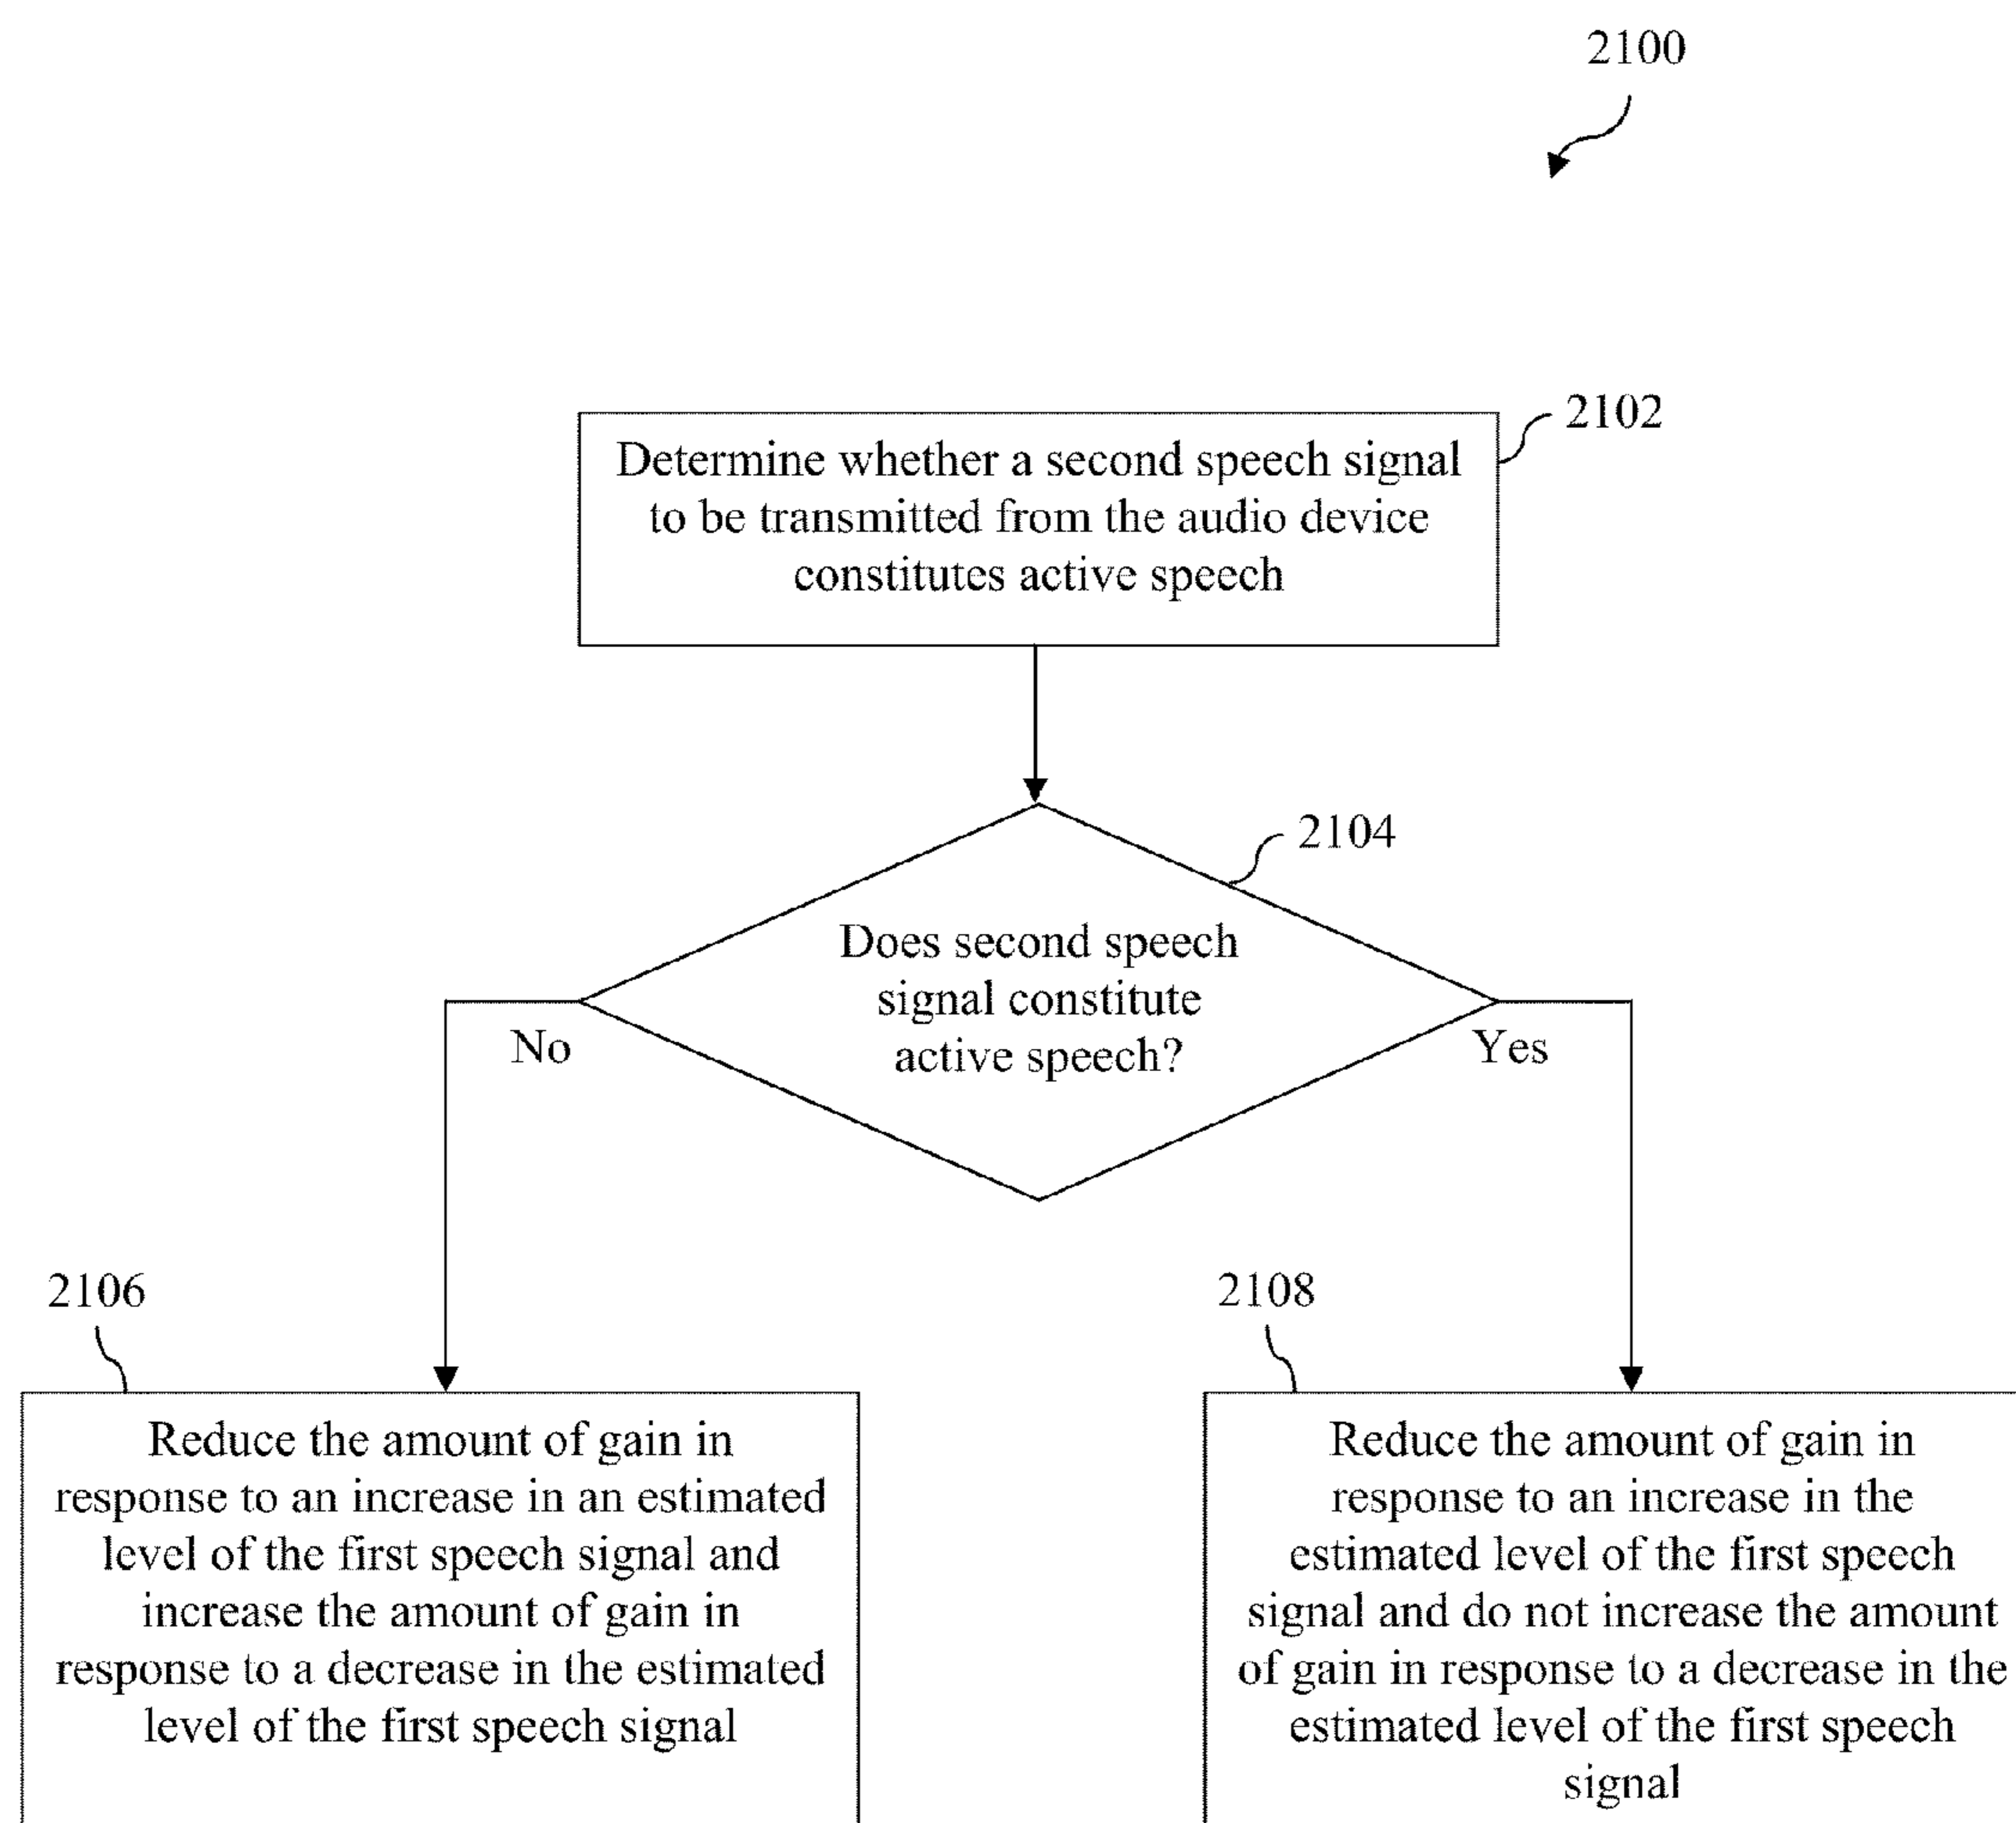 2100
2102
Determine whether a second speech signal
to be transmitted from the audio device
constitutes active speech
2104
Does second speech
signal constitute
active speech?
No
Yes
2106
Reduce the amount of gain in
response to an increase in an estimated
level of the first speech signal and
increase the amount of gain in
response to a decrease in the estimated
level of the first speech signal
2108
Reduce the amount of gain in
response to an increase in the
estimated level of the first speech
signal and do not increase the amount
of gain in response to a decrease in the
estimated level of the first speech
signal